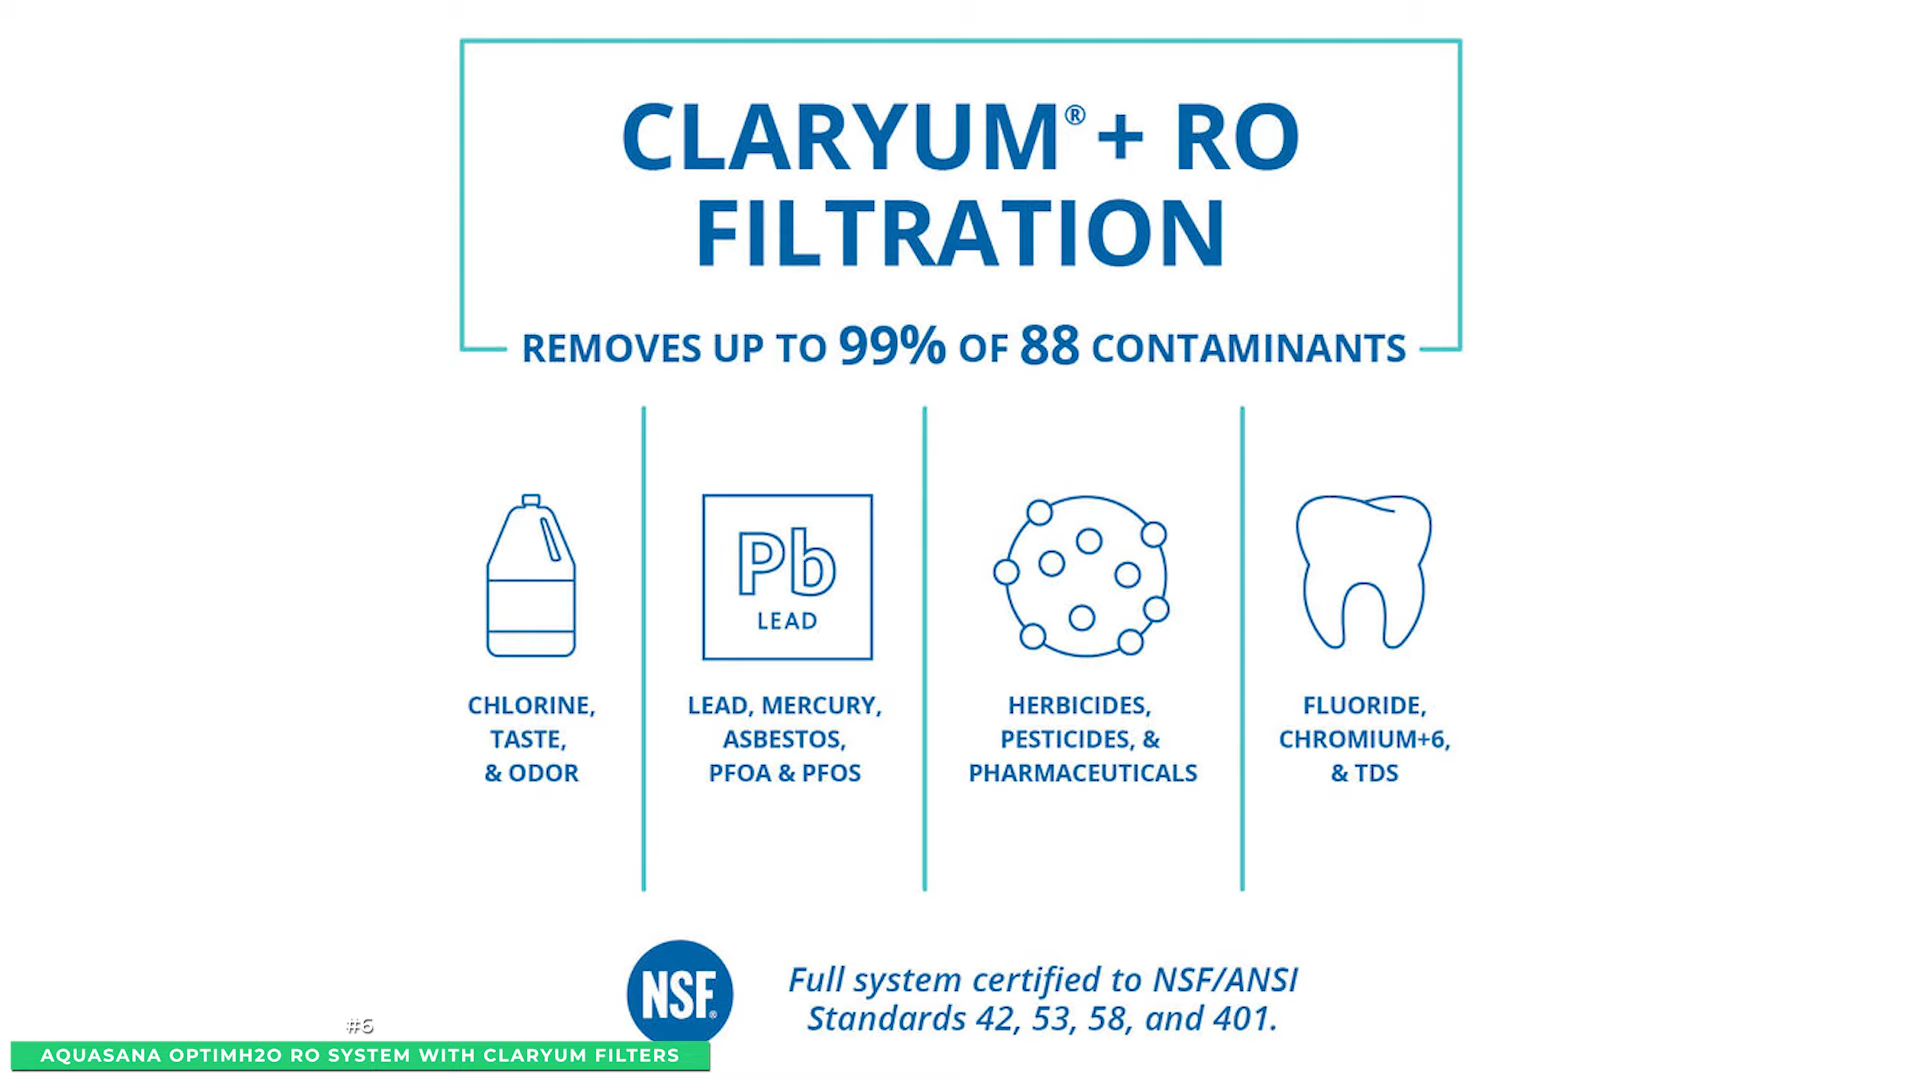 CLARYUM® + RO
FILTRATION
REMOVES UP TO 99% OF 88 CONTAMINANTS
Pb
LEAD
CHLORINE,
TASTE,
& ODOR
LEAD, MERCURY,
ASBESTOS,
PFOA & PFOS
HERBICIDES,
PESTICIDES, &
PHARMACEUTICALS
FLUORIDE,
CHROMIUM+6,
& TDS
NSF®
Full system certified to NSF/ANSI
Standards 42, 53, 58, and 401.
#6
AQUASANA OPTIMH2O RO SYSTEM WITH CLARYUM FILTERS